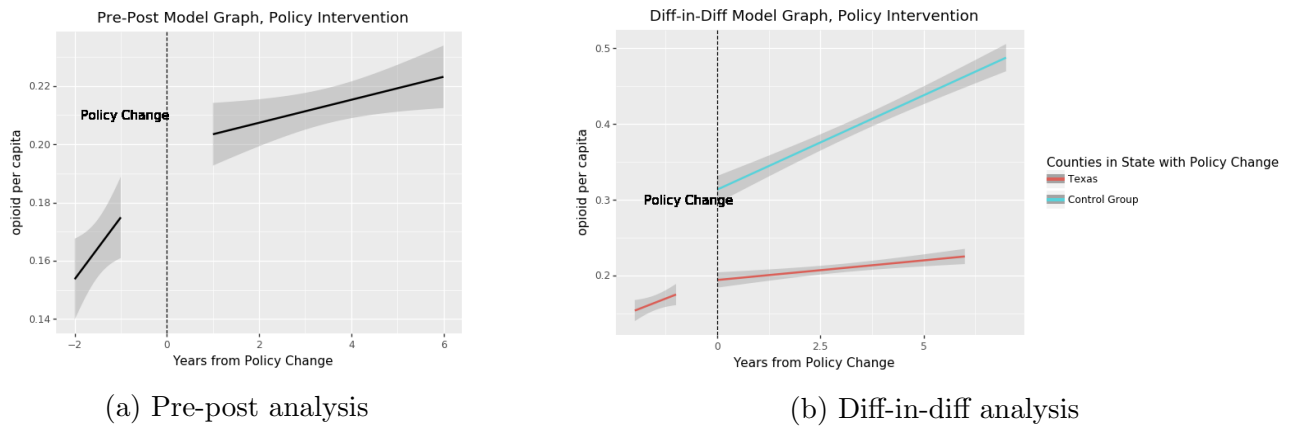 Pre-Post Model Graph, Policy Intervention
opioid per capita
0.22
0.20
0.18
0.16
0.14
Policy Change
−2
0
2
4
6
Years from Policy Change
(a) Pre-post analysis
Diff-in-Diff Model Graph, Policy Intervention
opioid per capita
0.5
0.4
0.3
0.2
Policy Change
0
2.5
5
Years from Policy Change
Counties in State with Policy Change
Texas
Control Group
(b) Diff-in-diff analysis